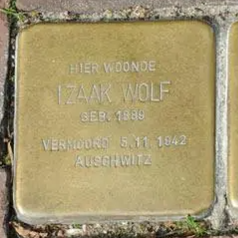 HIER WOONDE
IZAAK WOLF
GEB. 1888
VERMOORD 5.11.1942
AUSCHWITZ